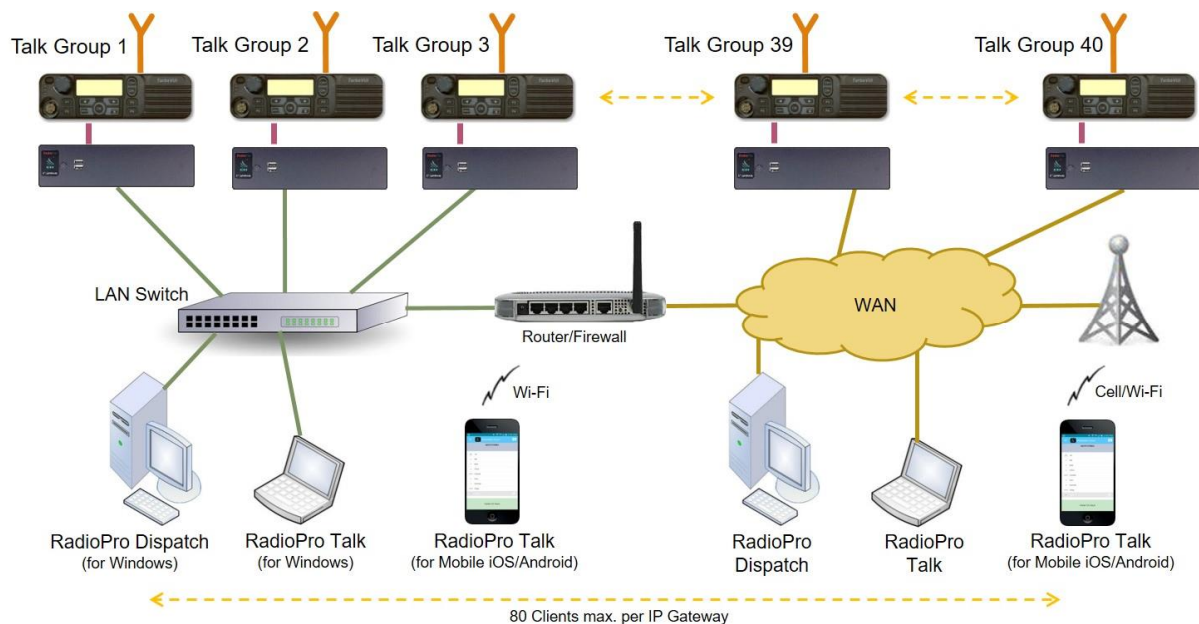 Talk Group 1
Talk Group 2
Talk Group 3
Talk Group 39
Talk Group 40
LAN Switch
Router/Firewall
WAN
Wi-Fi
Cell/Wi-Fi
RadioPro Dispatch
(for Windows)
RadioPro Talk
(for Windows)
RadioPro Talk
(for Mobile iOS/Android)
RadioPro
Dispatch
RadioPro
Talk
RadioPro Talk
(for Mobile iOS/Android)
80 Clients max. per IP Gateway